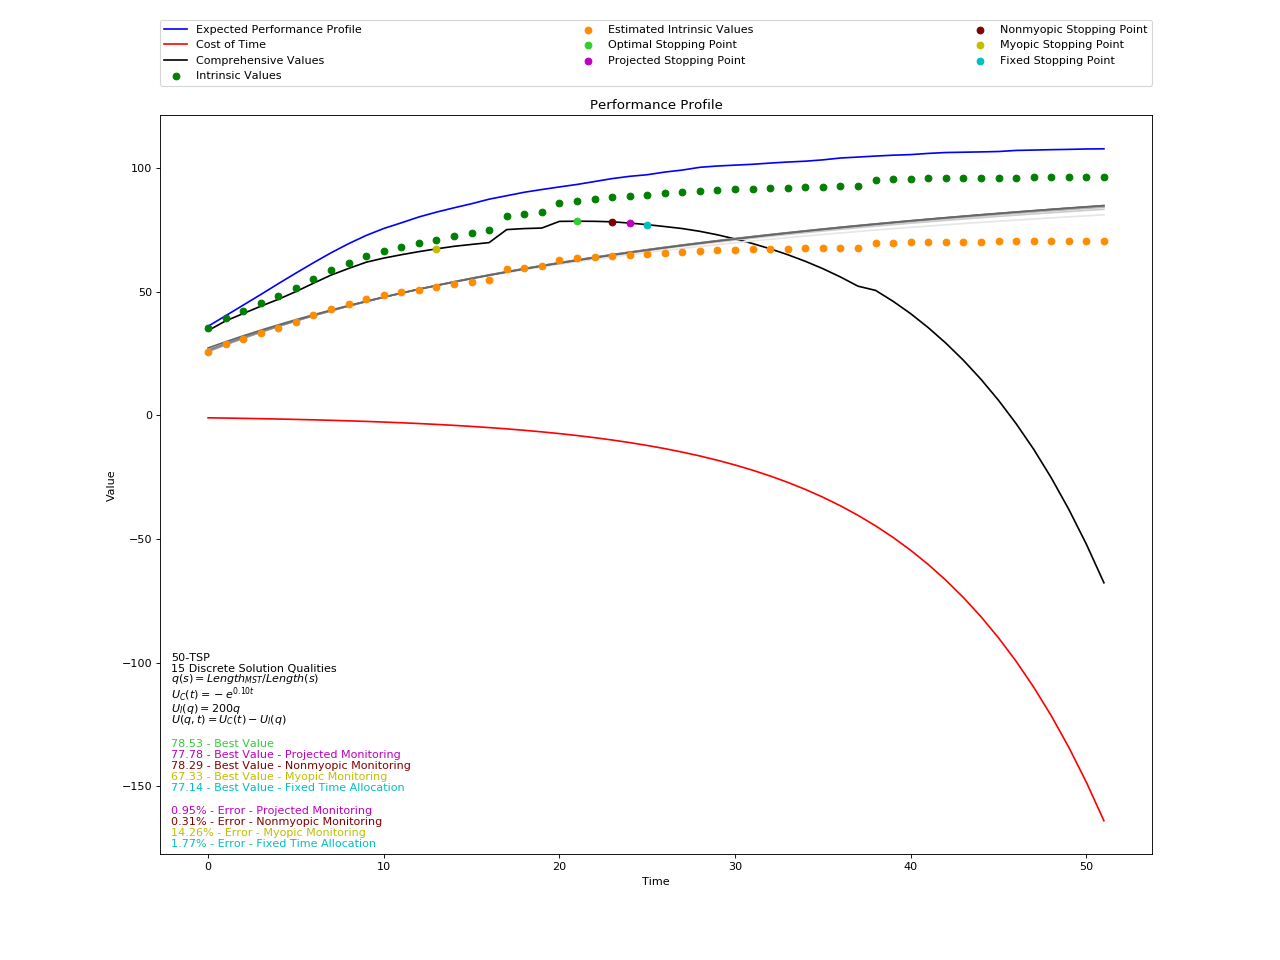 Expected Performance Profile
Cost of Time
Comprehensive Values
Intrinsic Values
Estimated Intrinsic Values
Optimal Stopping Point
Projected Stopping Point
Nonmyopic Stopping Point
Myopic Stopping Point
Fixed Stopping Point
Performance Profile
Value
100
50
0
−50
−100
−150
50-TSP
15 Discrete Solution Qualities
q(s) = Length_{MST}/Length(s)
U_C(t) = −e^{0.10t}
U_I(q) = 200q
U(q, t) = U_C(t) − U_I(q)
78.53 - Best Value
77.78 - Best Value - Projected Monitoring
78.29 - Best Value - Nonmyopic Monitoring
67.33 - Best Value - Myopic Monitoring
77.14 - Best Value - Fixed Time Allocation
0.95% - Error - Projected Monitoring
0.31% - Error - Nonmyopic Monitoring
14.26% - Error - Myopic Monitoring
1.77% - Error - Fixed Time Allocation
0 10 20 30 40 50
Time